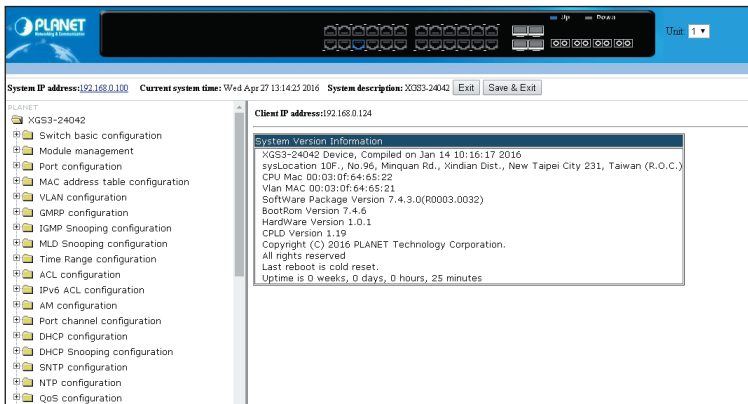 PLANET
Networking & Communication
Up Down
Unit: 1
System IP address:192.168.0.100 Current system time: Wed Apr 27 13:14:25 2016 System description: XGS3-24042 Exit Save & Exit
PLANET
XGS3-24042
Switch basic configuration
Module management
Port configuration
MAC address table configuration
VLAN configuration
GMRP configuration
IGMP Snooping configuration
MLD Snooping configuration
Time Range configuration
ACL configuration
IPv6 ACL configuration
AM configuration
Port channel configuration
DHCP configuration
DHCP Snooping configuration
SNTP configuration
NTP configuration
QoS configuration
Client IP address:192.168.0.124
System Version Information
XGS3-24042 Device, Compiled on Jan 14 10:16:17 2016
sysLocation 10F., No.96, Minquan Rd., Xindian Dist., New Taipei City 231, Taiwan (R.O.C.)
CPU Mac 00:03:0f:64:65:22
Vlan MAC 00:03:0f:64:65:21
SoftWare Package Version 7.4.3.0(R0003.0032)
BootRom Version 7.4.6
HardWare Version 1.0.1
CPLD Version 1.19
Copyright (C) 2016 PLANET Technology Corporation.
All rights reserved
Last reboot is cold reset.
Uptime is 0 weeks, 0 days, 0 hours, 25 minutes